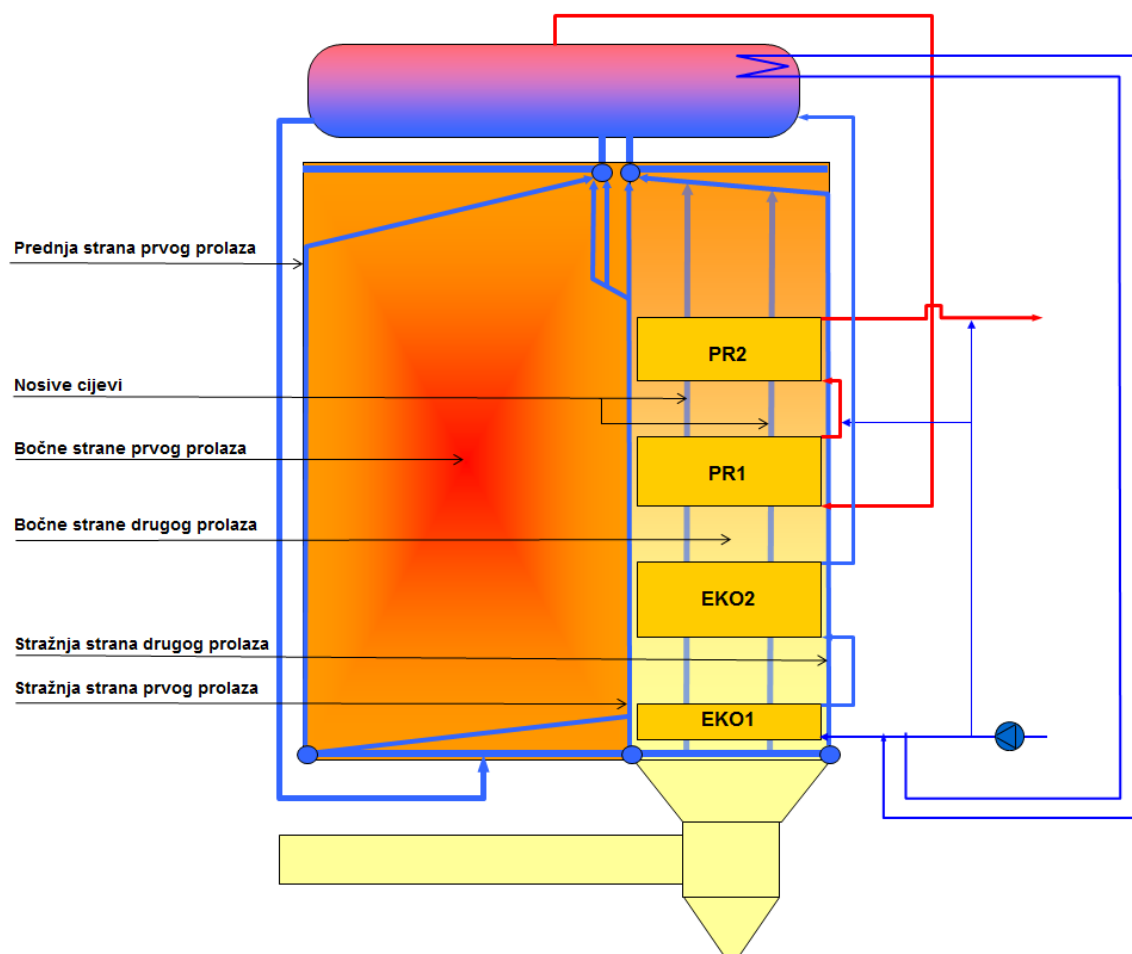 Prednja strana prvog prolaza
PR2
Nosive cijevi
Bočne strane prvog prolaza
PR1
Bočne strane drugog prolaza
EKO2
Stražnja strana drugog prolaza
Stražnja strana prvog prolaza
EKO1